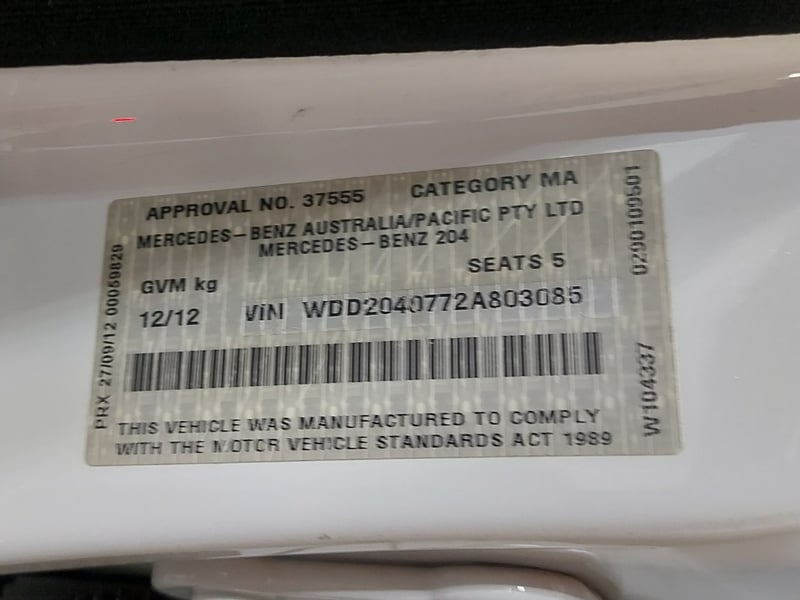 APPROVAL NO. 37555 CATEGORY MA
MERCEDES-BENZ AUSTRALIA/PACIFIC PTY LTD
MERCEDES-BENZ 204
SEATS 5
GVM kg
12/12 VIN WDD2040772A803085
THIS VEHICLE WAS MANUFACTURED TO COMPLY
WITH THE MOTOR VEHICLE STANDARDS ACT 1989
PRX 27/09/12 00059829
0200109501
W104337